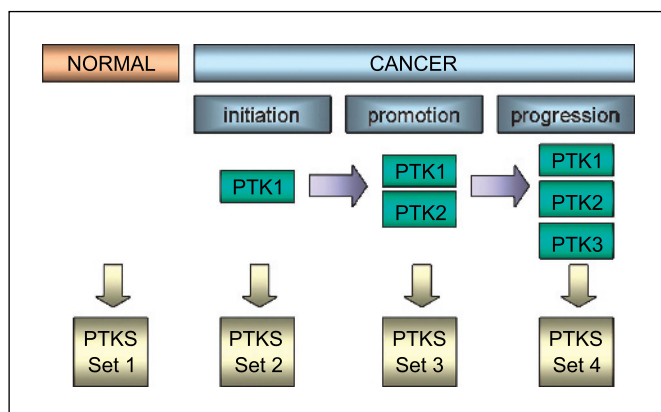 NORMAL
CANCER
initiation
promotion
progression
PTK1
PTK1
PTK2
PTK1
PTK2
PTK3
PTKS
Set 1
PTKS
Set 2
PTKS
Set 3
PTKS
Set 4